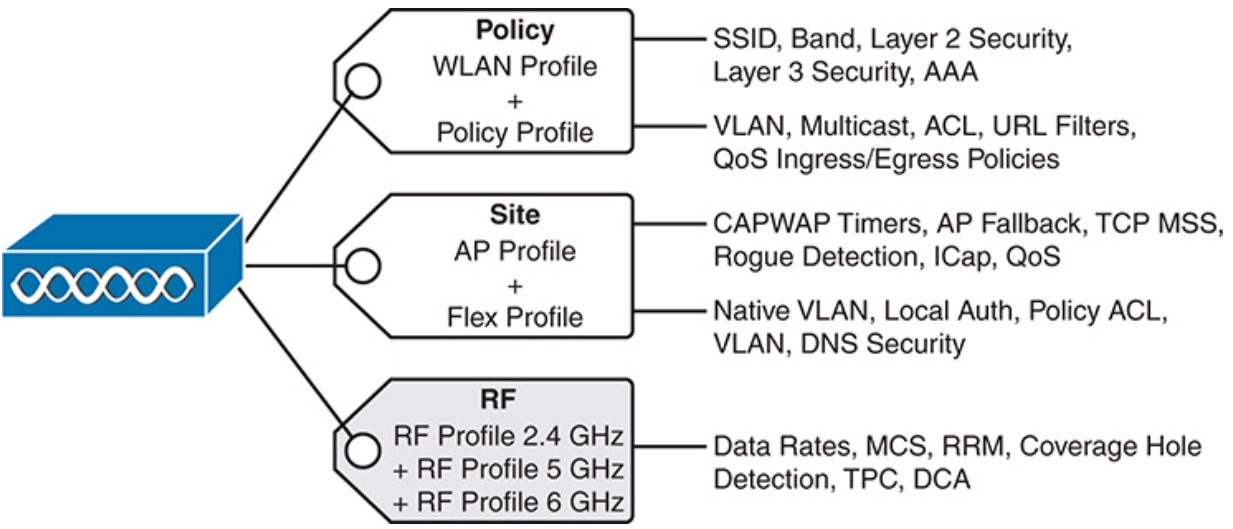 Policy
WLAN Profile
+
Policy Profile
SSID, Band, Layer 2 Security,
Layer 3 Security, AAA
VLAN, Multicast, ACL, URL Filters,
QoS Ingress/Egress Policies
Site
AP Profile
+
Flex Profile
CAPWAP Timers, AP Fallback, TCP MSS,
Rogue Detection, ICap, QoS
Native VLAN, Local Auth, Policy ACL,
VLAN, DNS Security
RF
RF Profile 2.4 GHz
+ RF Profile 5 GHz
+ RF Profile 6 GHz
Data Rates, MCS, RRM, Coverage Hole
Detection, TPC, DCA